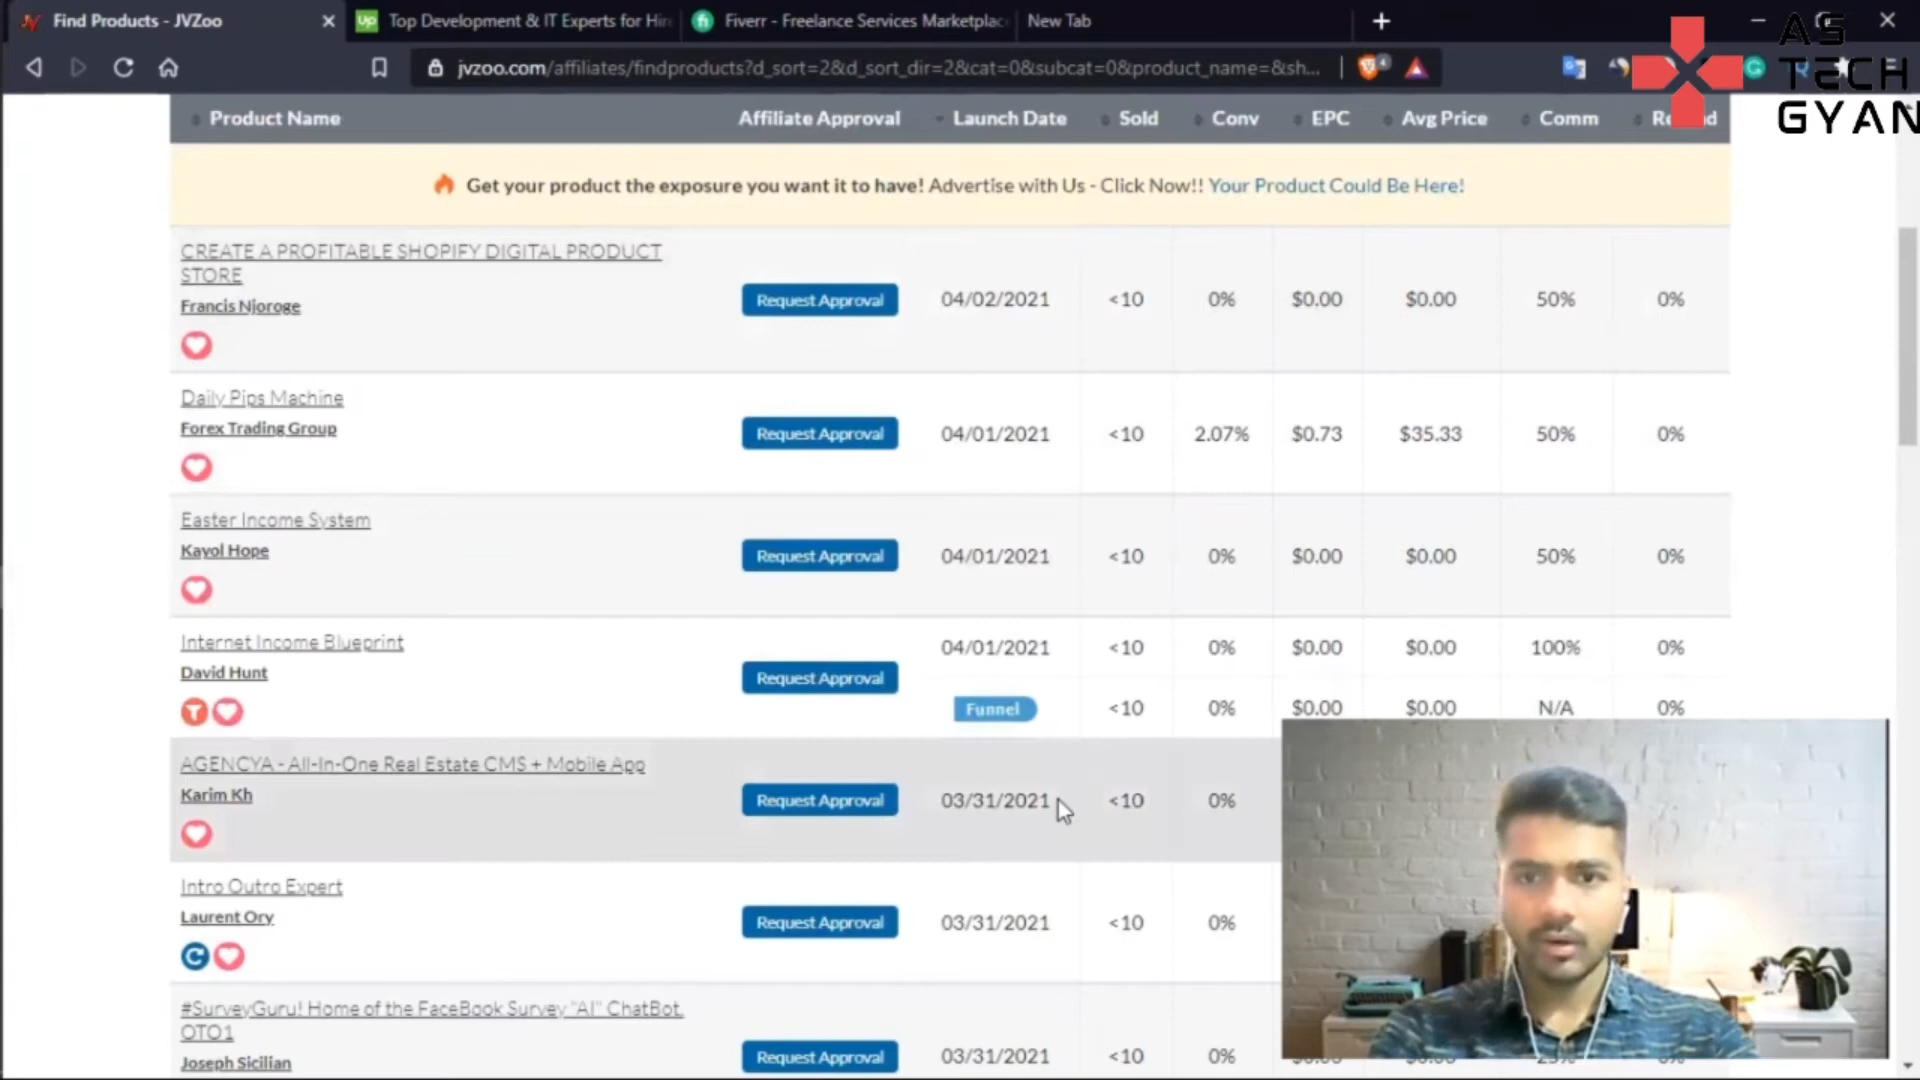 Find Products - JVZoo
Top Development & IT Experts for Hire
Fiverr - Freelance Services Marketplac
New Tab
jvzoo.com/affiliates/findproducts?d_sort=2&d_sort_dir=2&cat=0&subcat=0&product_name=&sh...
AS
TECH
GYAN
Product Name Affiliate Approval Launch Date Sold Conv EPC Avg Price Comm
Get your product the exposure you want it to have! Advertise with Us - Click Now!! Your Product Could Be Here!
CREATE A PROFITABLE SHOPIFY DIGITAL PRODUCT
STORE
Francis Njoroge
Request Approval 04/02/2021 <10 0% $0.00 $0.00 50% 0%
Daily Pips Machine
Forex Trading Group
Request Approval 04/01/2021 <10 2.07% $0.73 $35.33 50% 0%
Easter Income System
Kayol Hope
Request Approval 04/01/2021 <10 0% $0.00 $0.00 50% 0%
Internet Income Blueprint
David Hunt
Request Approval 04/01/2021 <10 0% $0.00 $0.00 100% 0%
Funnel <10 0% $0.00 $0.00 N/A 0%
AGENCYA - All-In-One Real Estate CMS + Mobile App
Karim Kh
Request Approval 03/31/2021 <10 0%
Intro Outro Expert
Laurent Ory
Request Approval 03/31/2021 <10 0%
#SurveyGuru! Home of the FaceBook Survey "AI" ChatBot.
OTO1
Joseph Sicilian
Request Approval 03/31/2021 <10 0%